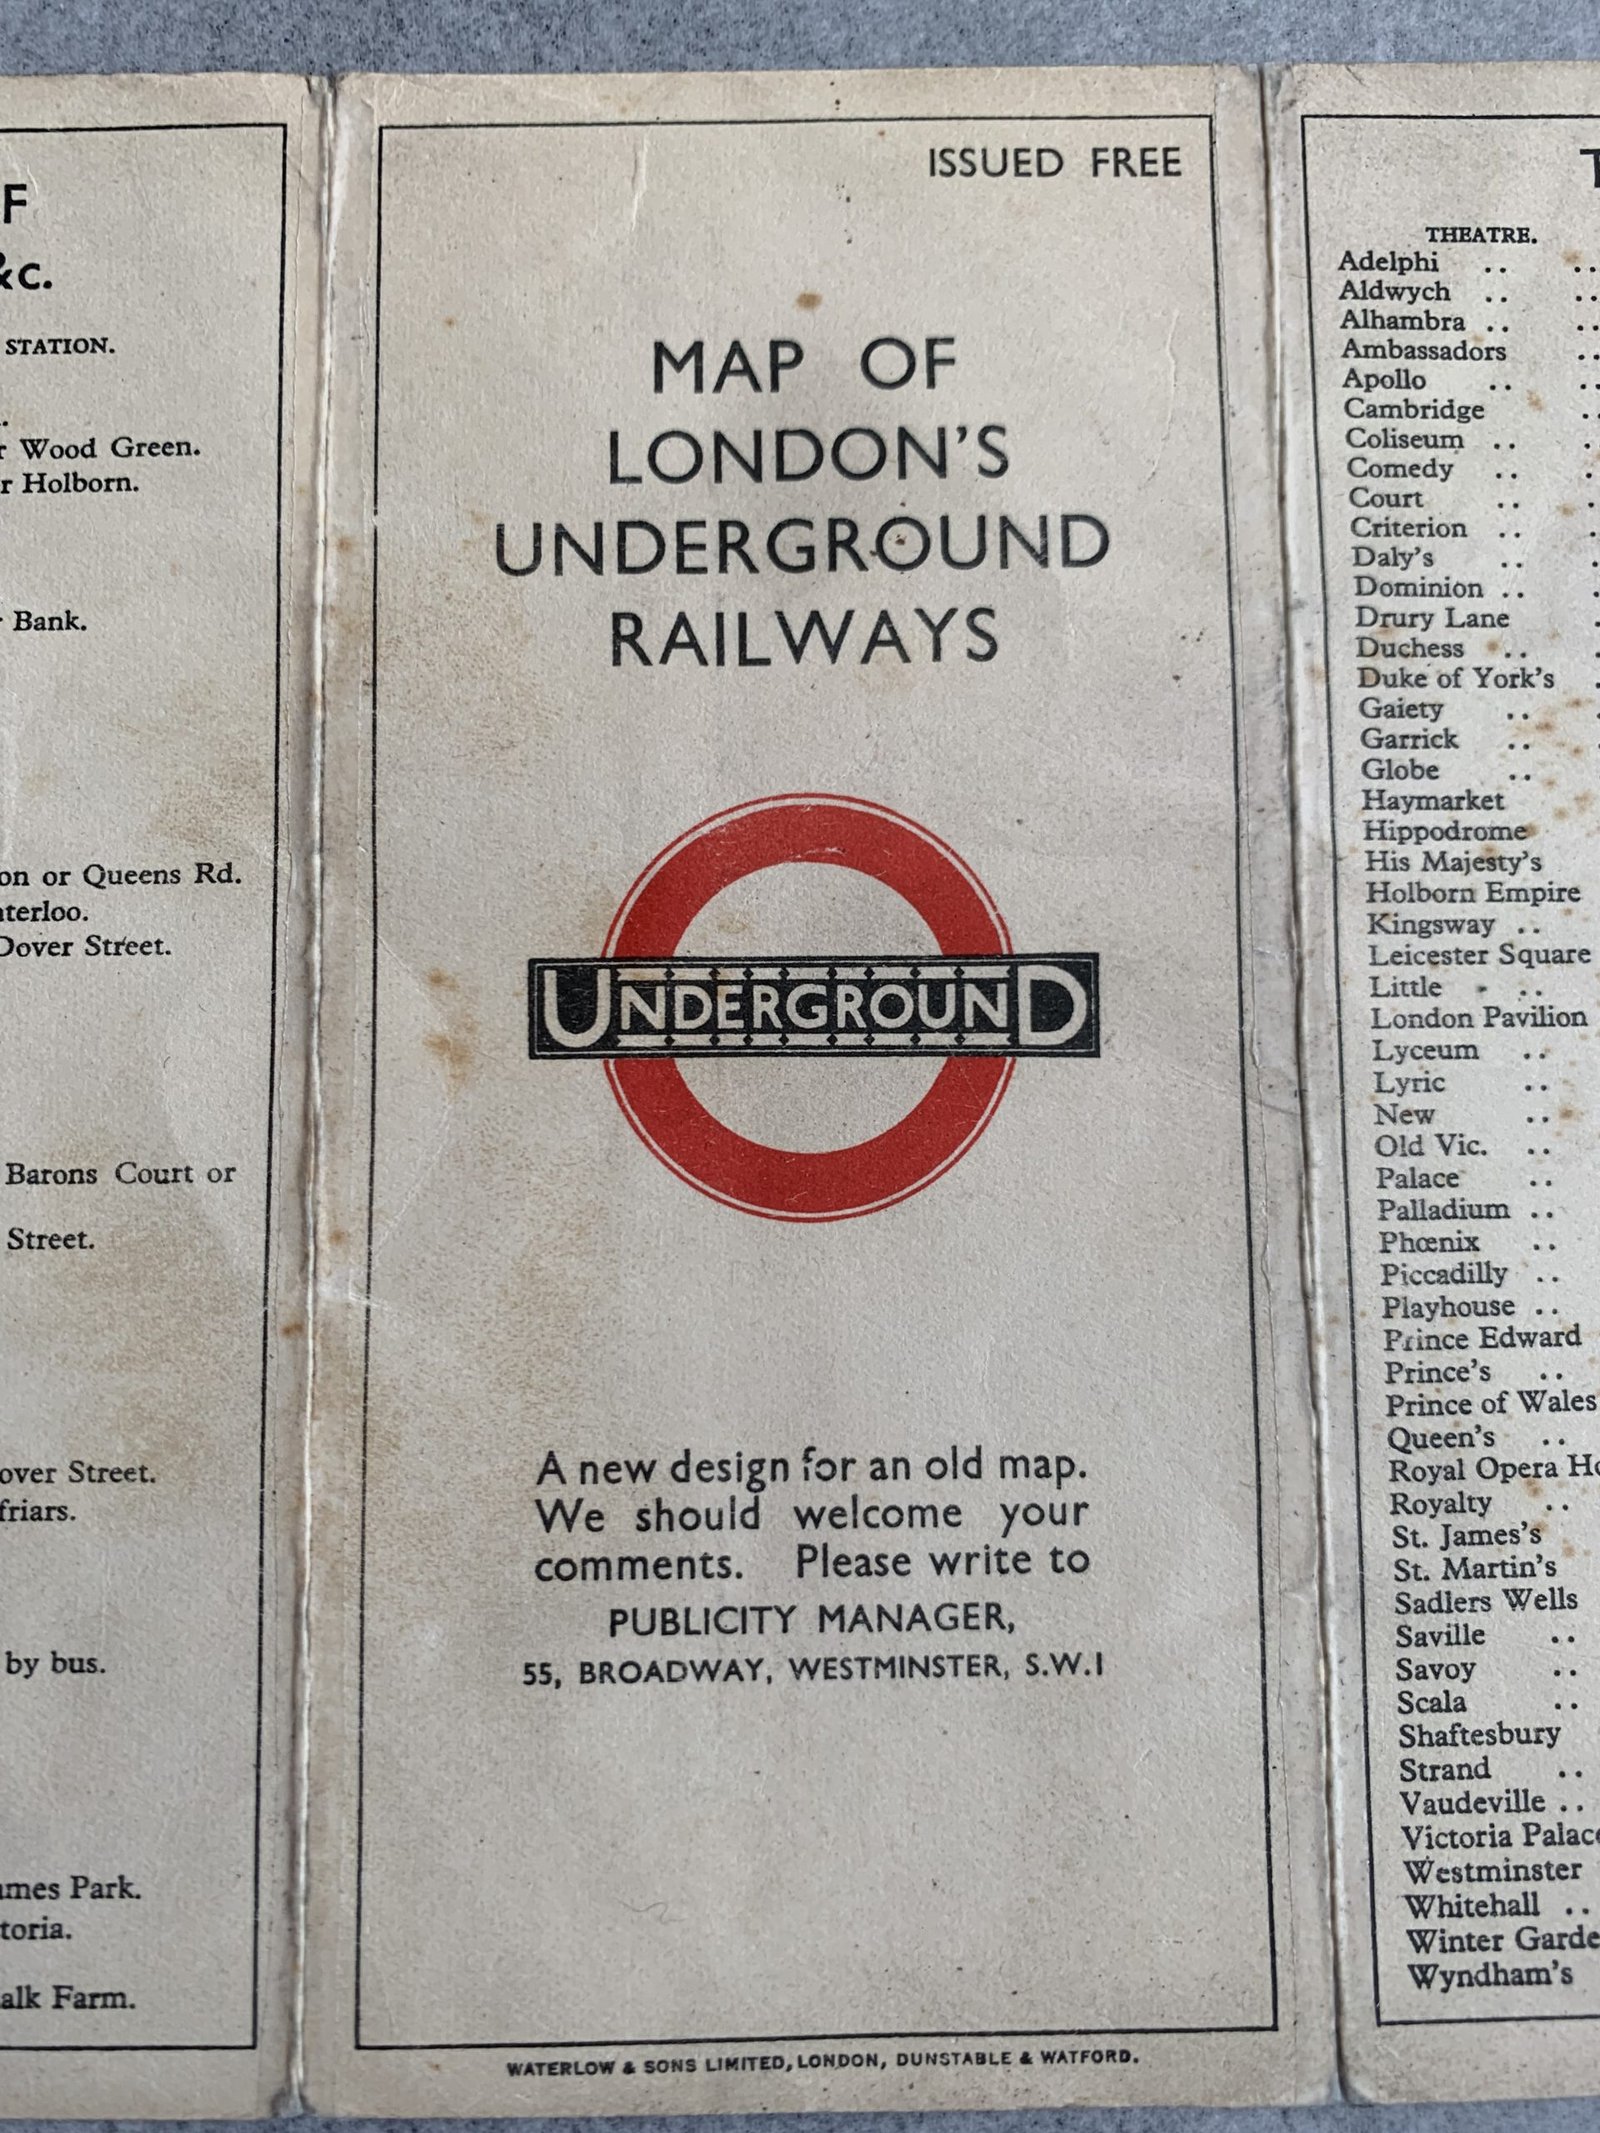 F
&c.
STATION.
Wood Green.
r Holborn.
Bank.
on or Queens Rd.
terloo.
Dover Street.
Barons Court or
Street.
over Street.
friars.
by bus.
ames Park.
toria.
alk Farm.
ISSUED FREE
MAP OF
LONDON'S
UNDERGROUND
RAILWAYS
UNDERGROUND
A new design for an old map.
We should welcome your
comments. Please write to
PUBLICITY MANAGER,
55, BROADWAY, WESTMINSTER, S.W.1
WATERLOW & SONS LIMITED, LONDON, DUNSTABLE & WATFORD.
T
THEATRE.
Adelphi .. ..
Aldwych .. ..
Alhambra .. ..
Ambassadors ..
Apollo .. ..
Cambridge ..
Coliseum .. .
Comedy .. .
Court .. .
Criterion .. .
Daly's .. .
Dominion .. .
Drury Lane .
Duchess .. .
Duke of York's .
Gaiety .. .
Garrick .. .
Globe ..
Haymarket
Hippodrome
His Majesty's
Holborn Empire
Kingsway ..
Leicester Square
Little ..
London Pavilion
Lyceum ..
Lyric ..
New ..
Old Vic. ..
Palace ..
Palladium ..
Phœnix ..
Piccadilly ..
Playhouse ..
Prince Edward
Prince's ..
Prince of Wales
Queen's ..
Royal Opera Ho
Royalty ..
St. James's
St. Martin's
Sadlers Wells
Saville ..
Savoy ..
Scala ..
Shaftesbury
Strand ..
Vaudeville ..
Victoria Palace
Westminster
Whitehall ..
Winter Garde
Wyndham's